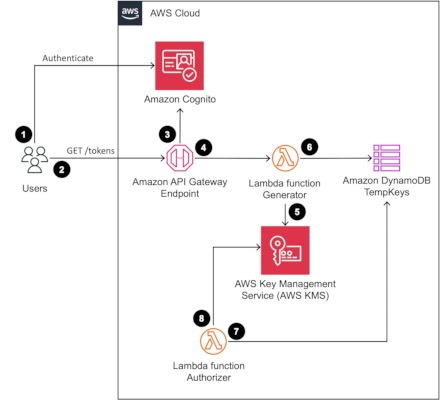 aws
AWS Cloud
Authenticate
Amazon Cognito
1
3
4
6
2
GET /tokens
Users
Amazon API Gateway
Endpoint
Lambda function
Generator
Amazon DynamoDB
TempKeys
5
AWS Key Management
Service (AWS KMS)
8
7
Lambda function
Authorizer